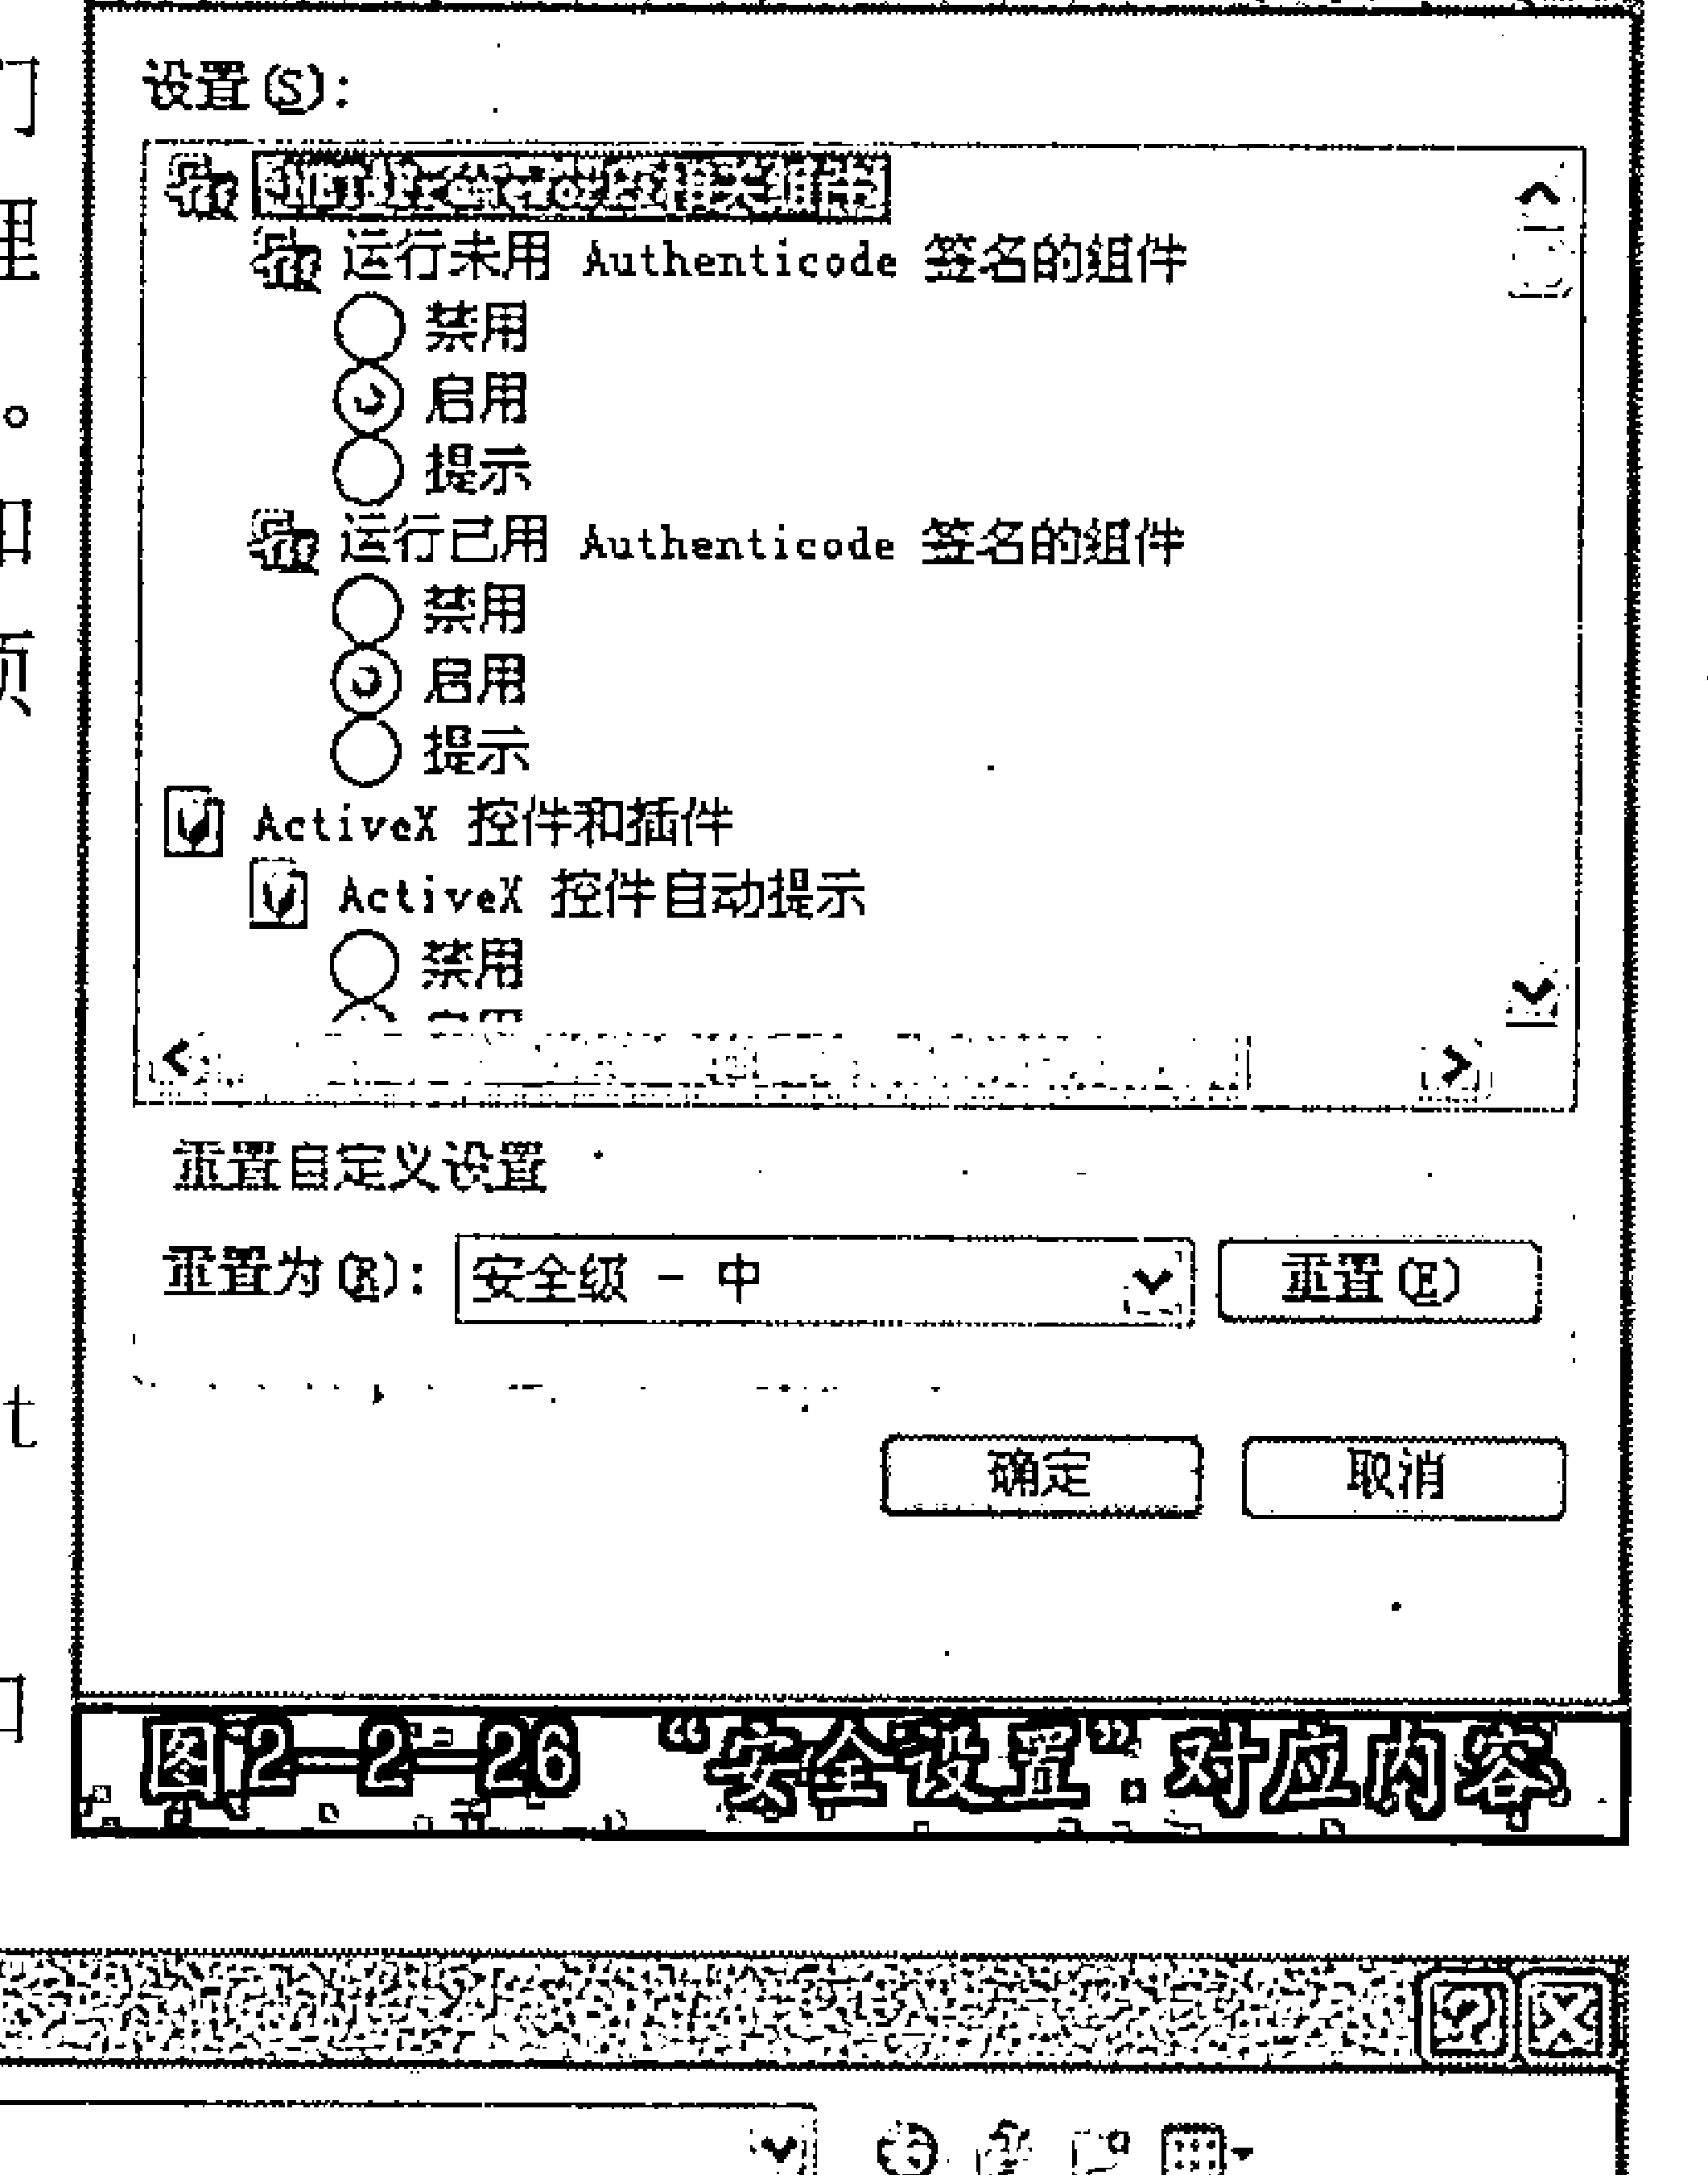 设置(S):
相关组件
运行未用 Authenticode 签名的组件
禁用
启用
提示
运行已用 Authenticode 签名的组件
禁用
启用
提示
ActiveX 控件和插件
ActiveX 控件自动提示
禁用
重置自定义设置
重置为(R): 安全级 - 中 重置(E)
确定 取消
t
图2—2—26 “安全设置”对应内容